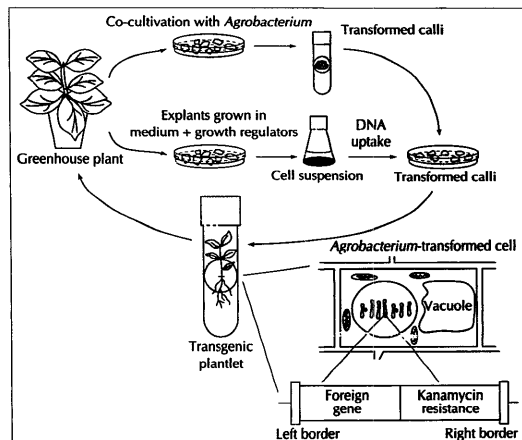 Co-cultivation with Agrobacterium
Transformed calli
Explants grown in
medium + growth regulators
DNA
uptake
Greenhouse plant
Cell suspension
Transformed calli
Agrobacterium-transformed cell
Vacuole
Transgenic
plantlet
Foreign
gene
Kanamycin
resistance
Left border
Right border